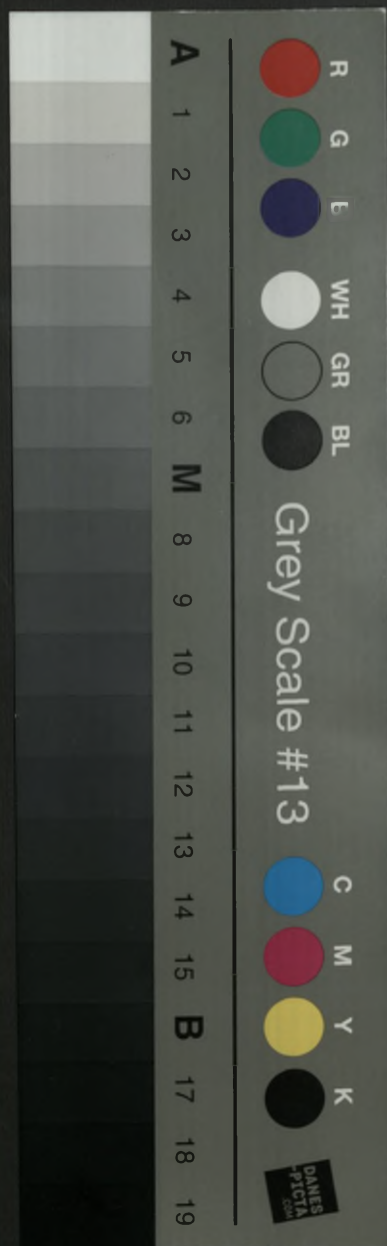 R G B WH GR BL Grey Scale #13 C M Y K
DANES
-PICTA
.COM
A 1 2 3 4 5 6 M 8 9 10 11 12 13 14 15 B 17 18 19